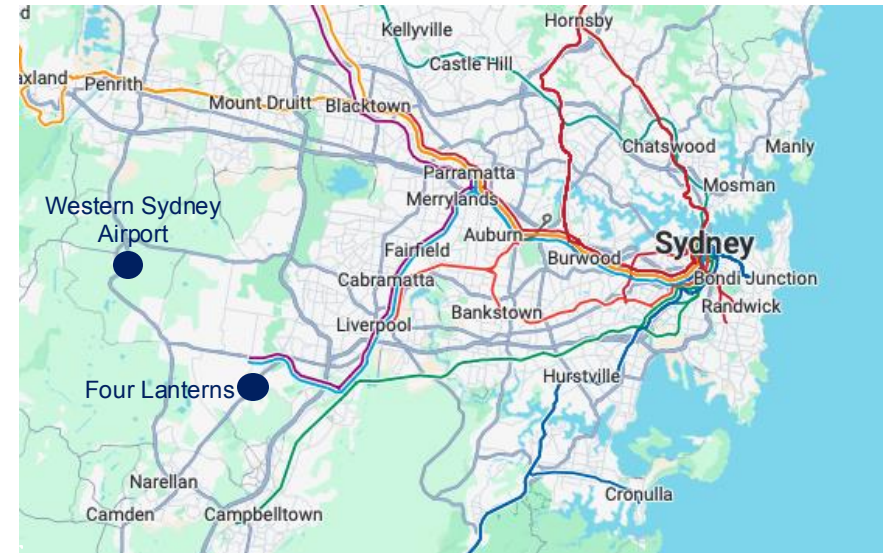 d
Kellyville
Hornsby
Castle Hill
axland
Penrith
Mount Druitt
Blacktown
Chatswood
Manly
Parramatta
Mosman
Merrylands
Western Sydney
Airport
Auburn
Sydney
Fairfield
Burwood
Cabramatta
Bondi Junction
Randwick
Bankstown
Liverpool
Four Lanterns
Hurstville
Narellan
Cronulla
Camden
Campbelltown